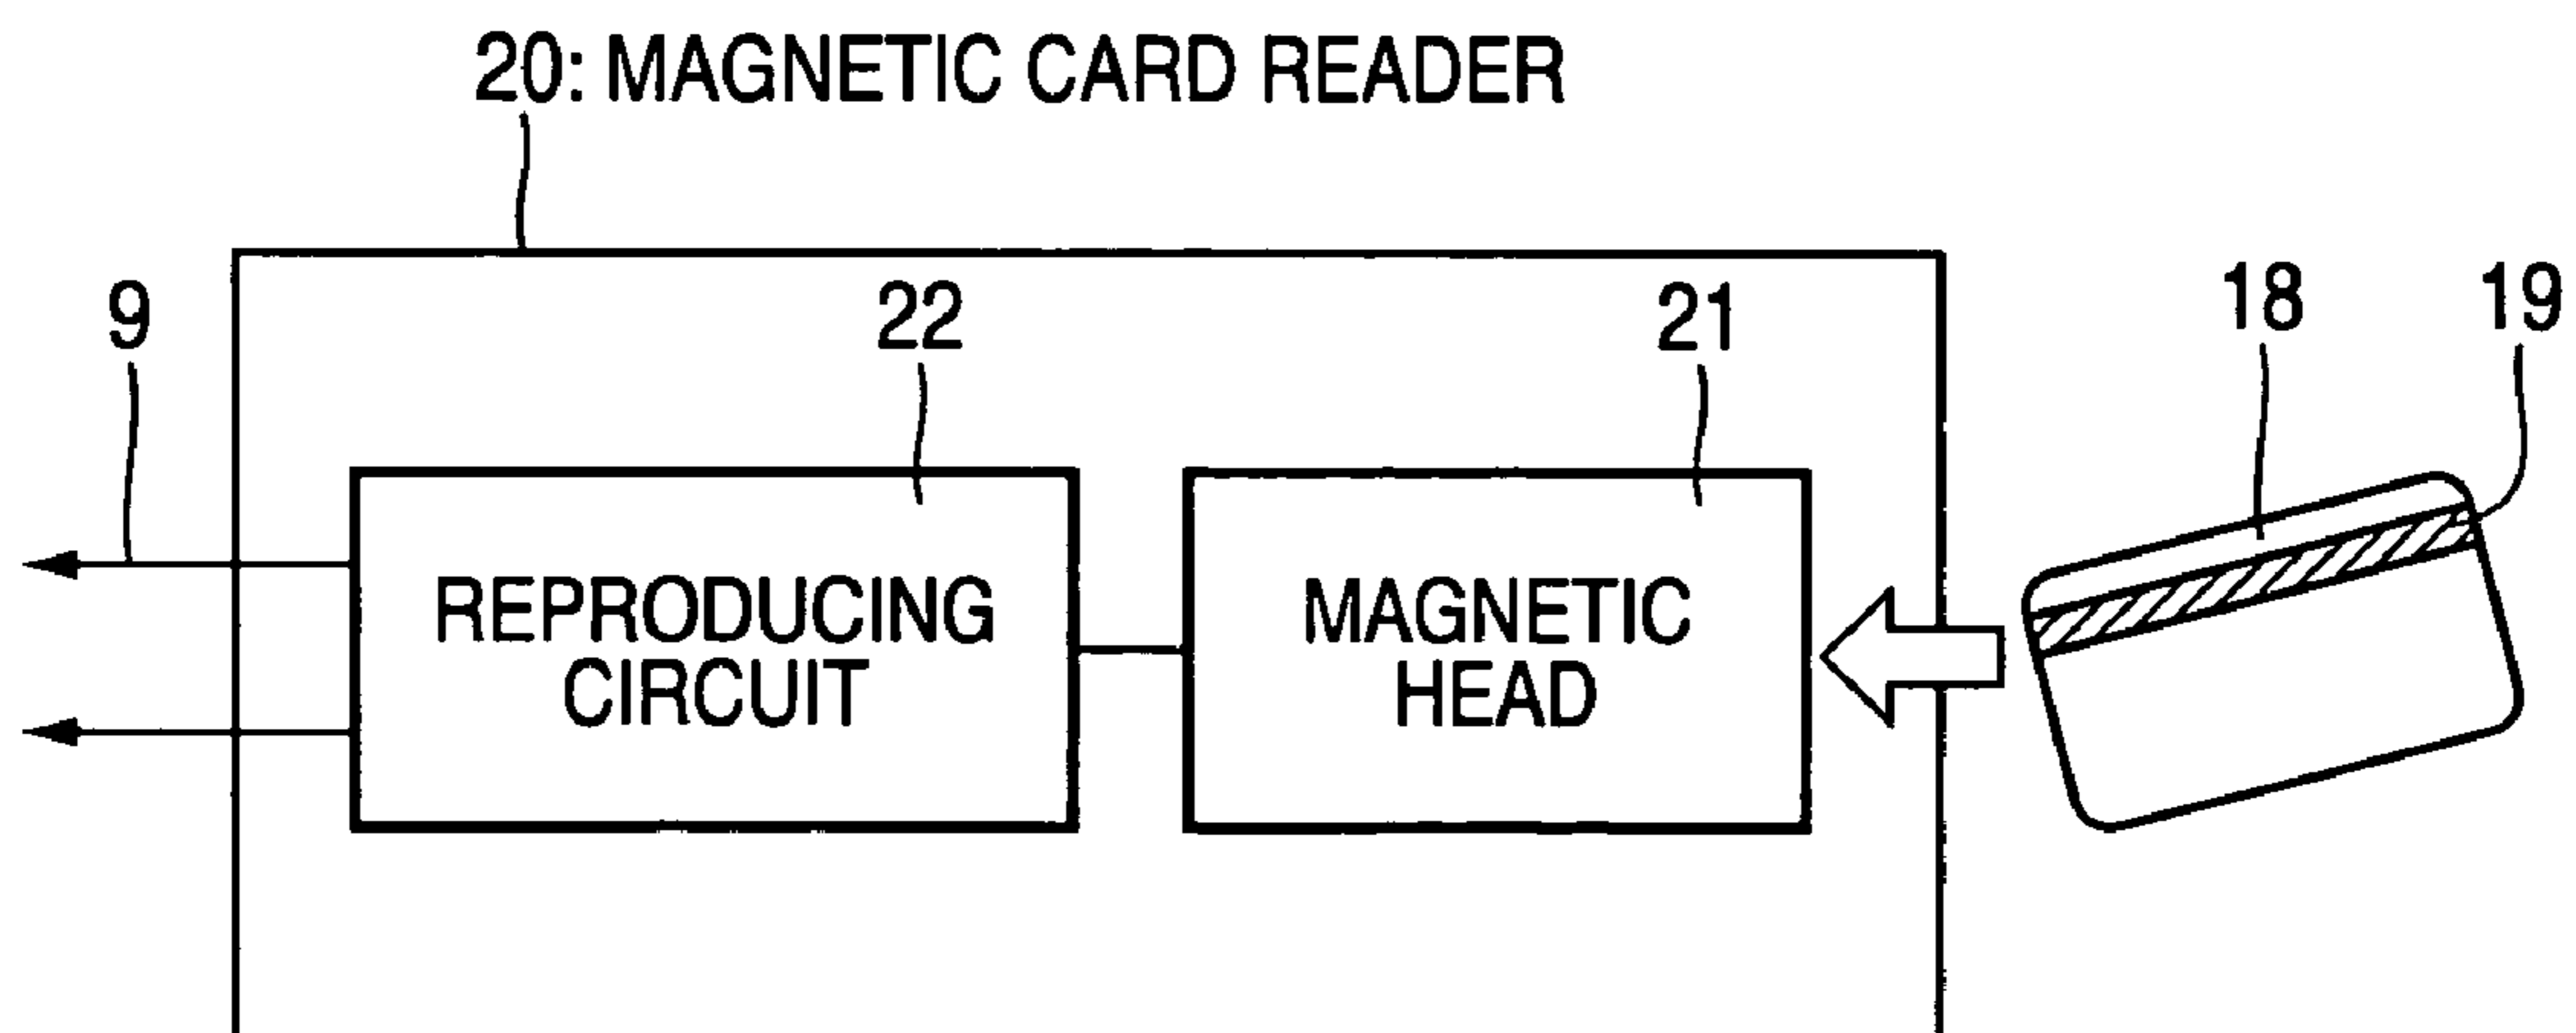 20: MAGNETIC CARD READER
9
22
21
18
19
REPRODUCING
CIRCUIT
MAGNETIC
HEAD